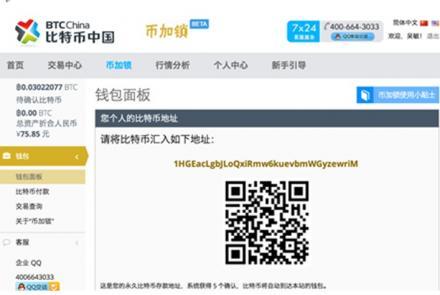 BTCChina
比特币中国
币加锁 BETA
7x24
客服服务
400-664-3033
QQ交谈
简体中文
欢迎, 吴敏!
首页 交易中心 币加锁 行情分析 个人中心 新手引导
฿0.03022077 BTC
待确认比特币
฿0.00 BTC
总资产折合人民币
¥75.85 元
钱包
钱包面板
比特币付款
交易查询
关于“币加锁”
客服
企业 QQ
4006643033
QQ交谈
钱包面板
币加锁使用小贴士
您个人的比特币地址
请将比特币汇入如下地址:
1HGEacLgbJLoQxiRmw6kuevbmWGyzewriM
这是您的永久比特币存款地址, 系统获得 5 个确认, 比特币将自动到达本站的钱包。